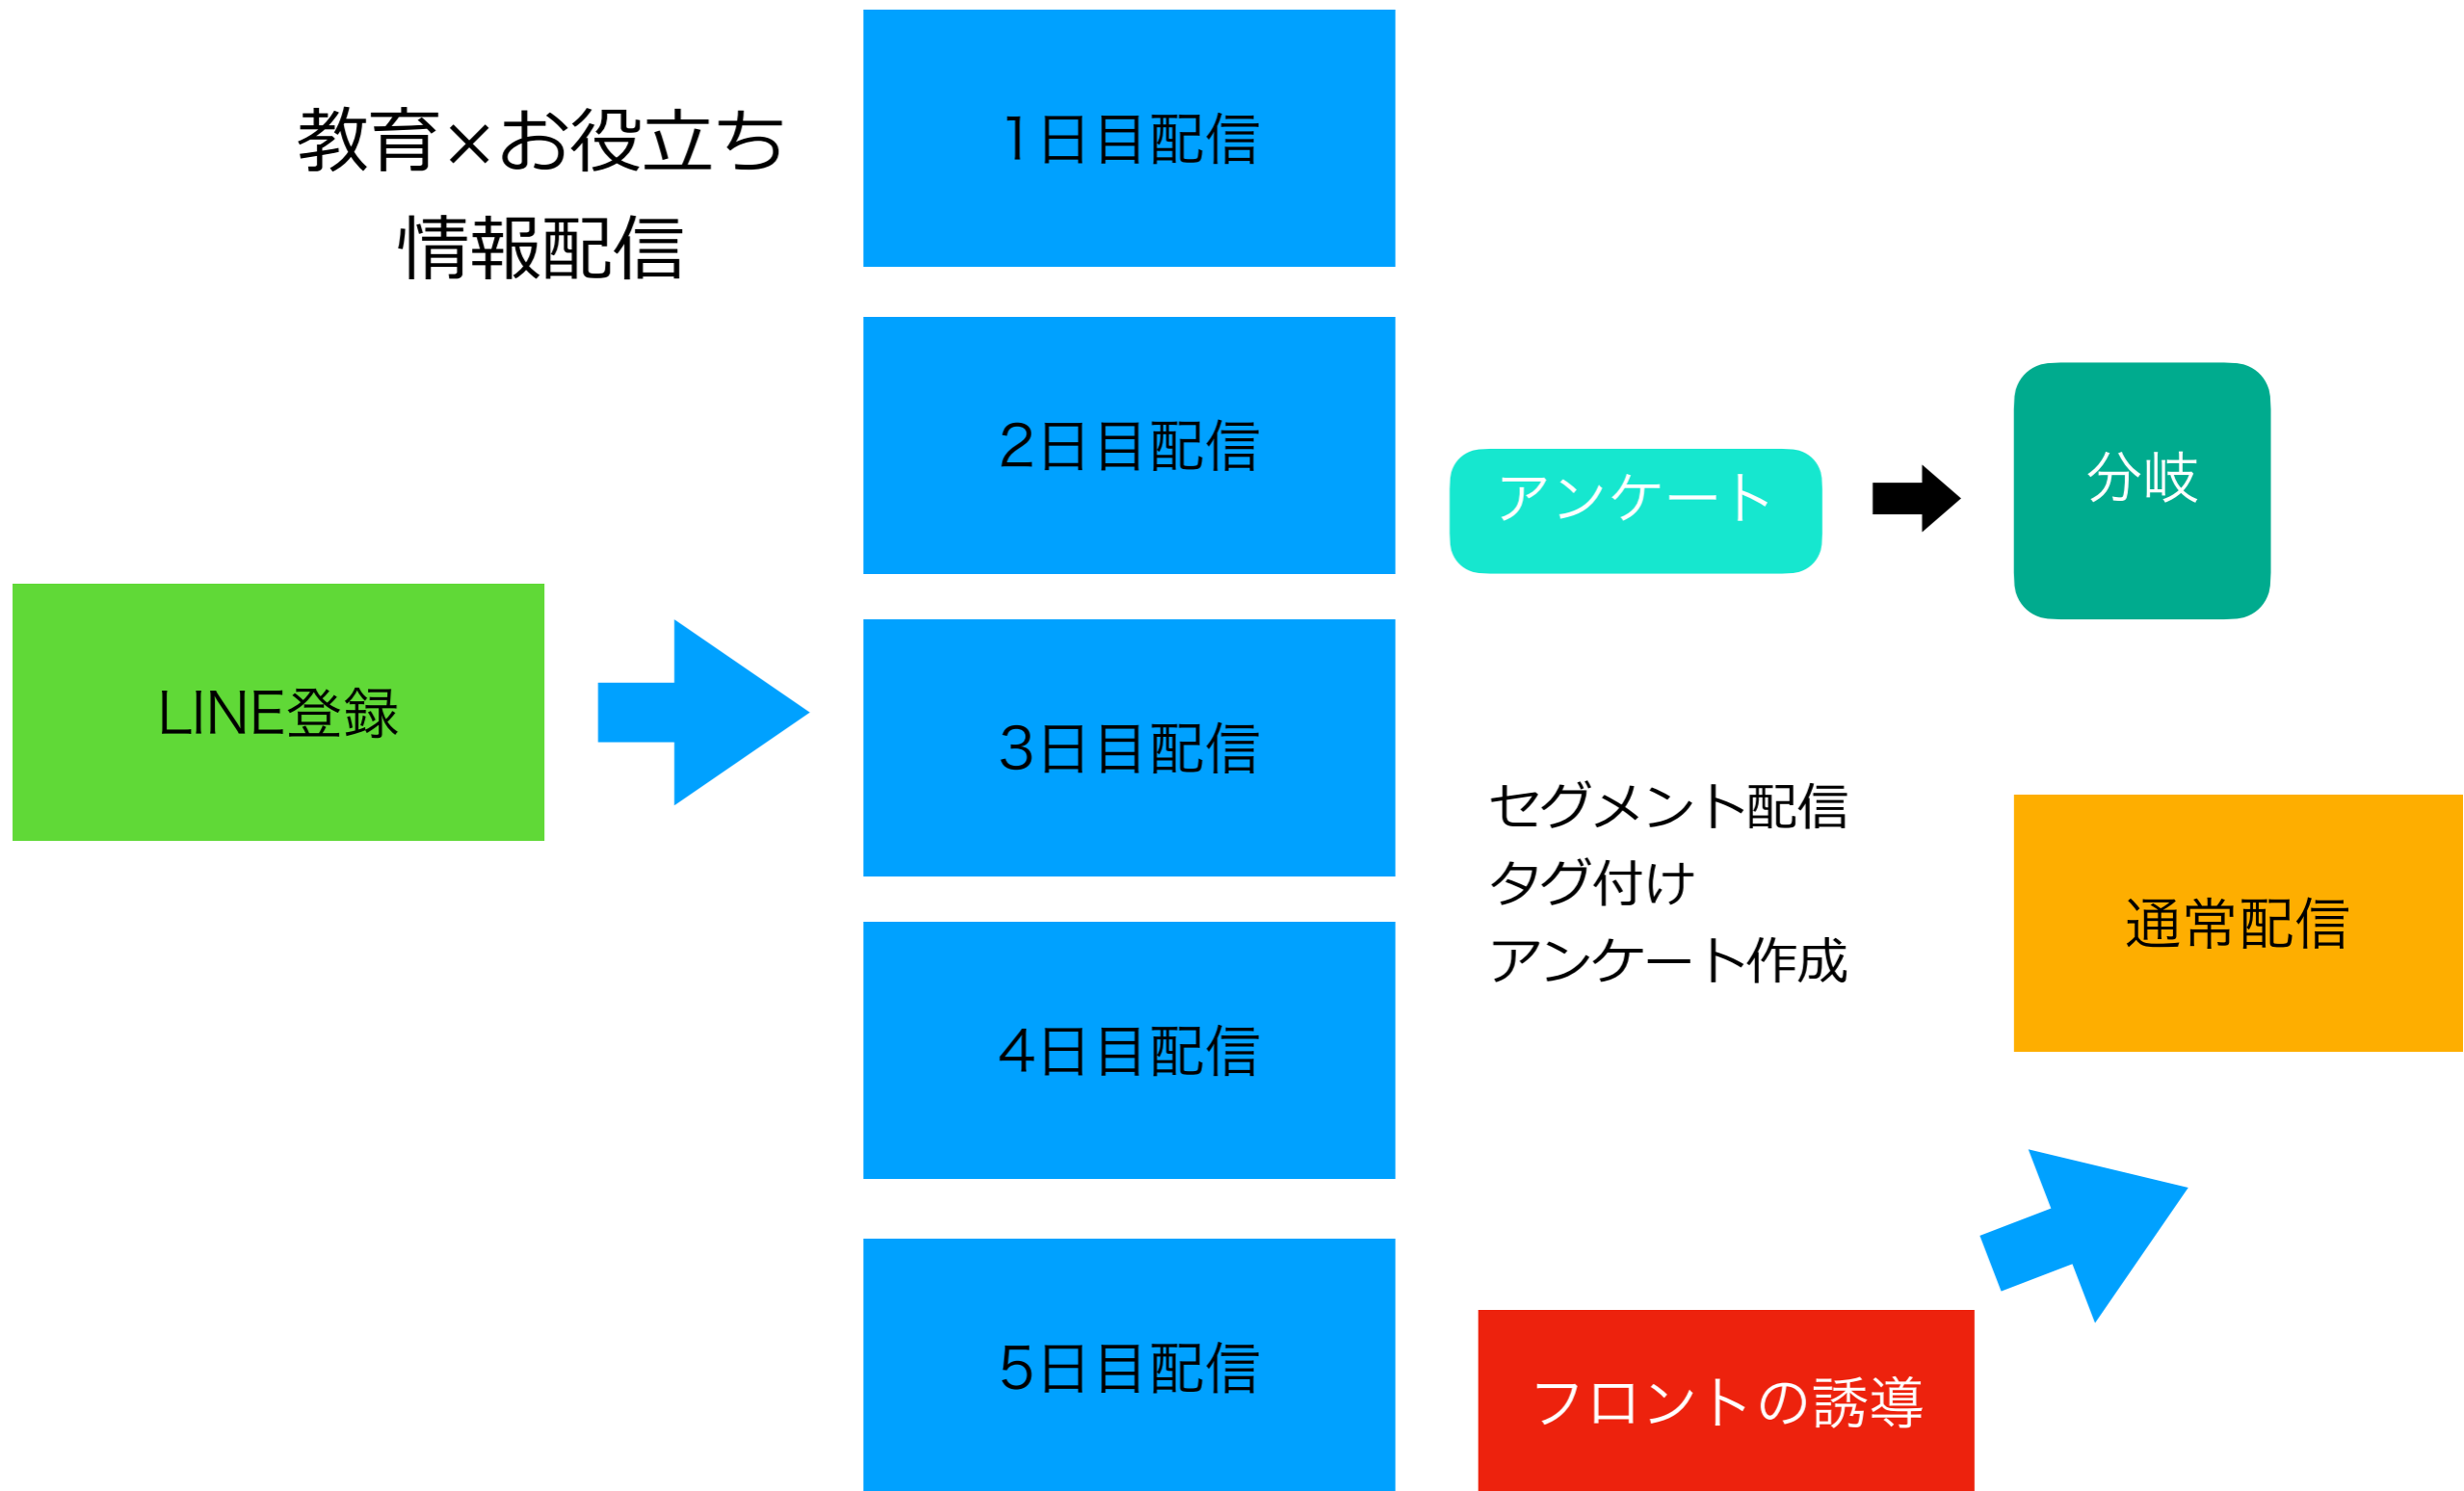 教育×お役立ち
情報配信
LINE登録
1日目配信
2日目配信
3日目配信
4日目配信
5日目配信
アンケート
分岐
セグメント配信
タグ付け
アンケート作成
通常配信
フロントの誘導